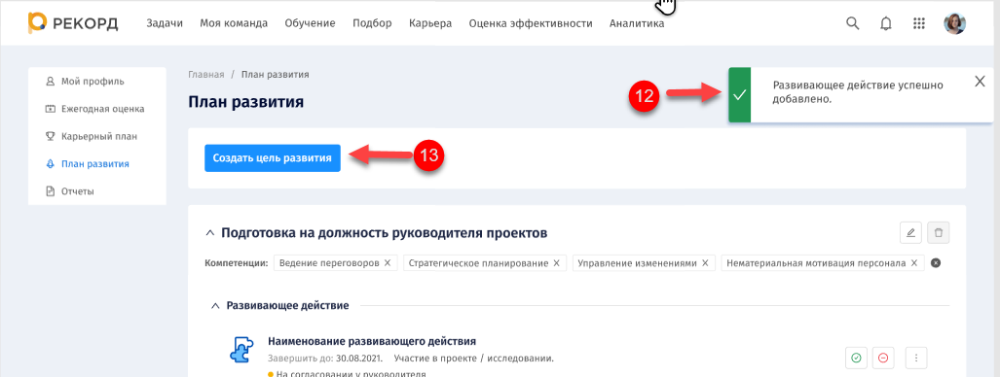 РЕКОРД Задачи Моя команда Обучение Подбор Карьера Оценка эффективности Аналитика
Мой профиль
Ежегодная оценка
Карьерный план
План развития
Отчеты
Главная / План развития
План развития
12
Развивающее действие успешно
добавлено.
Создать цель развития
13
Подготовка на должность руководителя проектов
Компетенции: Ведение переговоров X Стратегическое планирование X Управление изменениями X Нематериальная мотивация персонала X
Развивающее действие
Наименование развивающего действия
Завершить до: 30.08.2021. Участие в проекте / исследовании.
На согласовании у руководителя